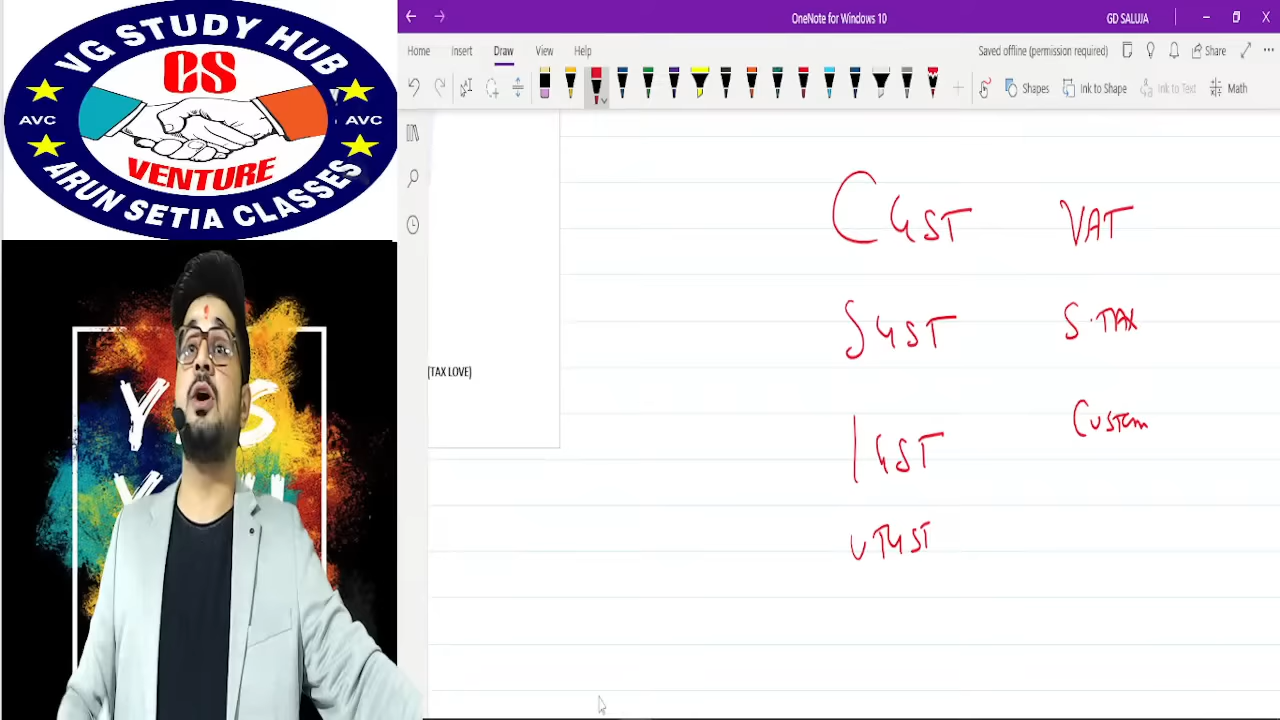 VG STUDY HUB
CS
AVC
AVC
VENTURE
ARUN SETIA CLASSES
OneNote for Windows 10
GD SALUJA
Home Insert Draw View Help
Saved offline (permission required)
Share
Shapes
Ink to Shape
Ink to Text
Math
(TAX LOVE)
CGST VAT
SGST S.TAX
IGST Custom
UTGST